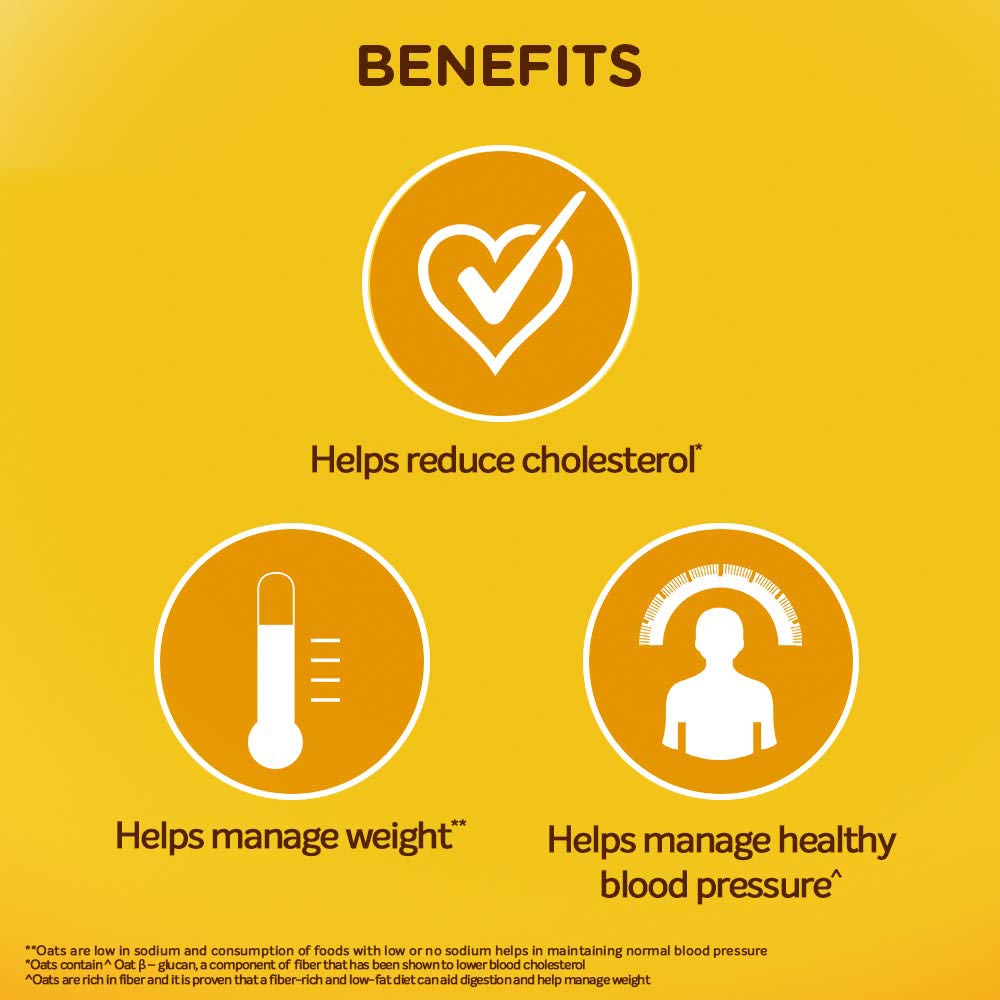 BENEFITS
Helps reduce cholesterol*
Helps manage weight**
Helps manage healthy
blood pressure^
**Oats are low in sodium and consumption of foods with low or no sodium helps in maintaining normal blood pressure
*Oats contain^ Oat β – glucan, a component of fiber that has been shown to lower blood cholesterol
^Oats are rich in fiber and it is proven that a fiber-rich and low-fat diet can aid digestion and help manage weight